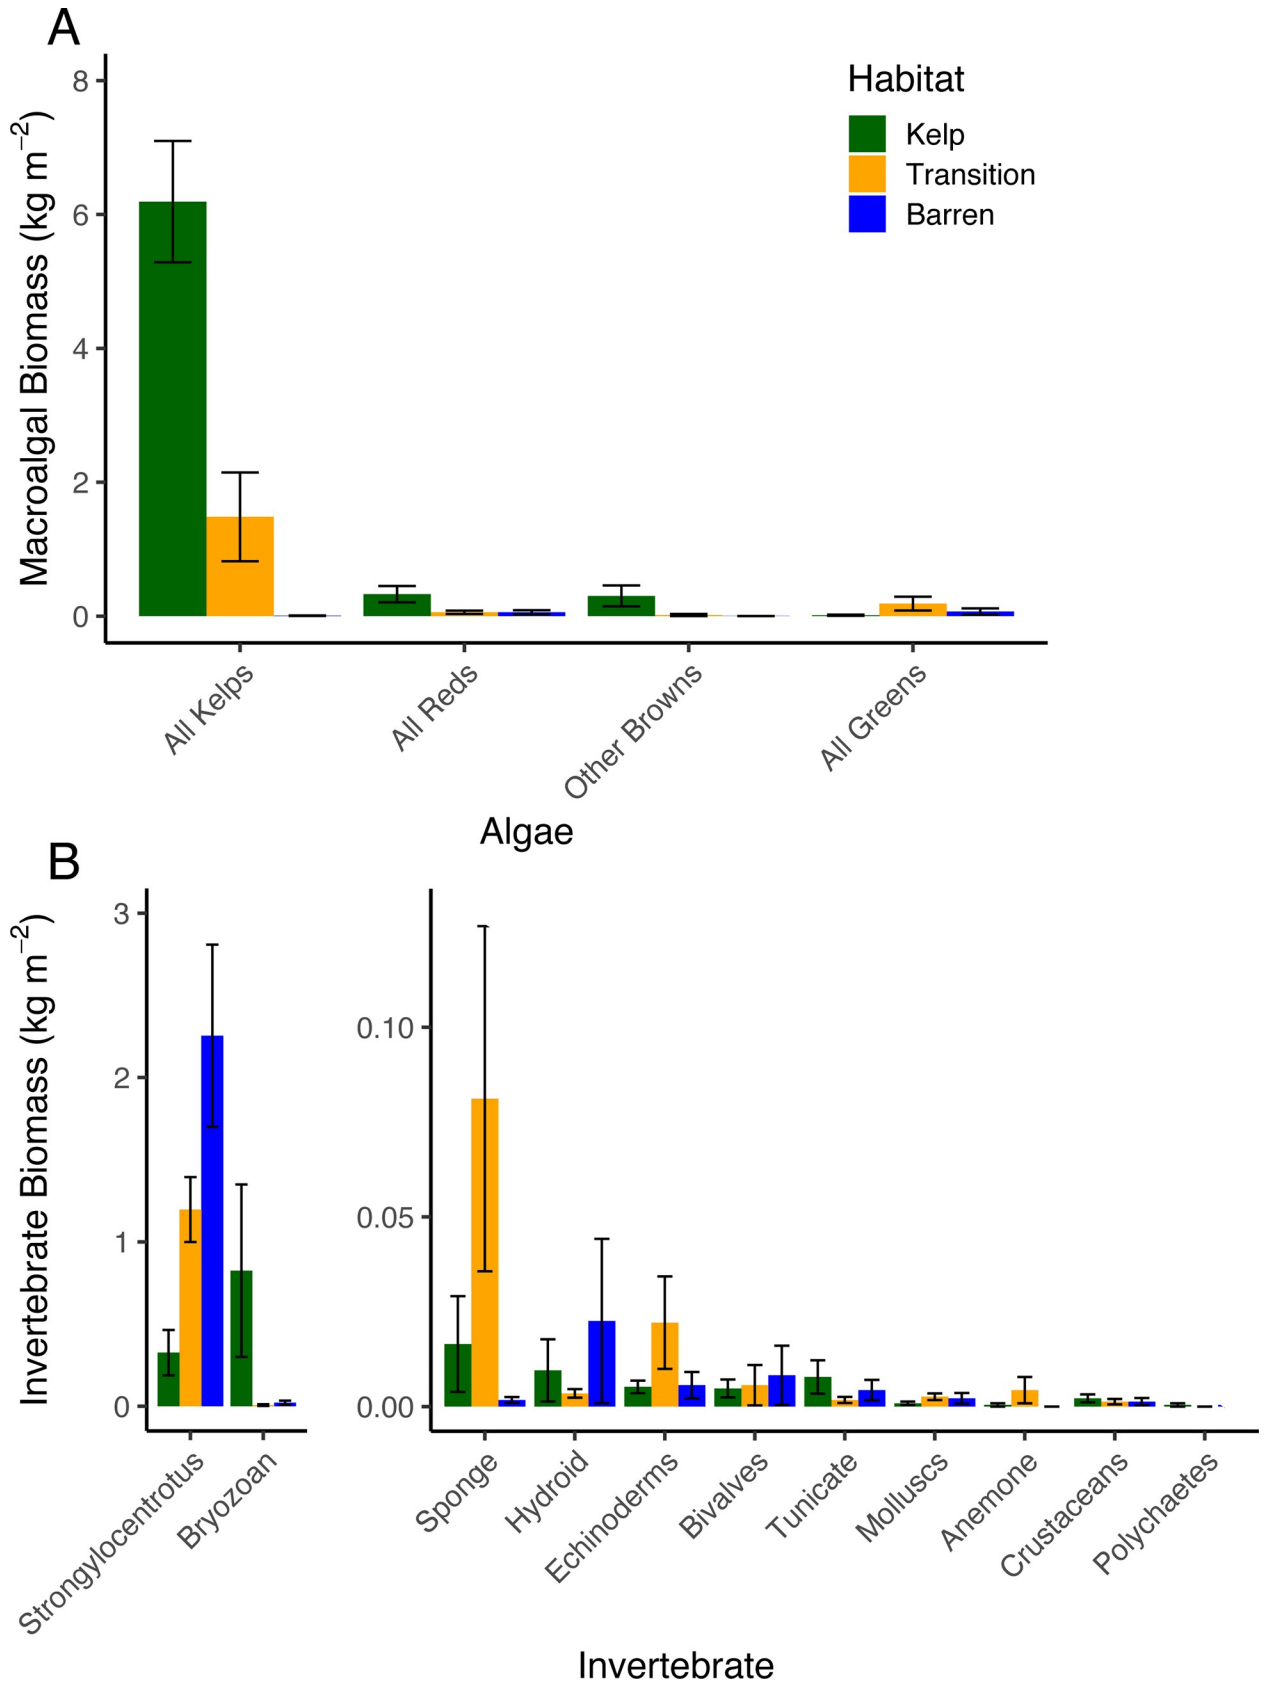 A
Macroalgal Biomass (kg m⁻²)
8
6
4
2
0
Habitat
Kelp
Transition
Barren
All Kelps
All Reds
Other Browns
All Greens
Algae
B
Invertebrate Biomass (kg m⁻²)
3
2
1
0
0.10
0.05
0.00
Strongylocentrotus
Bryozoan
Sponge
Hydroid
Echinoderms
Bivalves
Tunicate
Molluscs
Anemone
Crustaceans
Polychaetes
Invertebrate